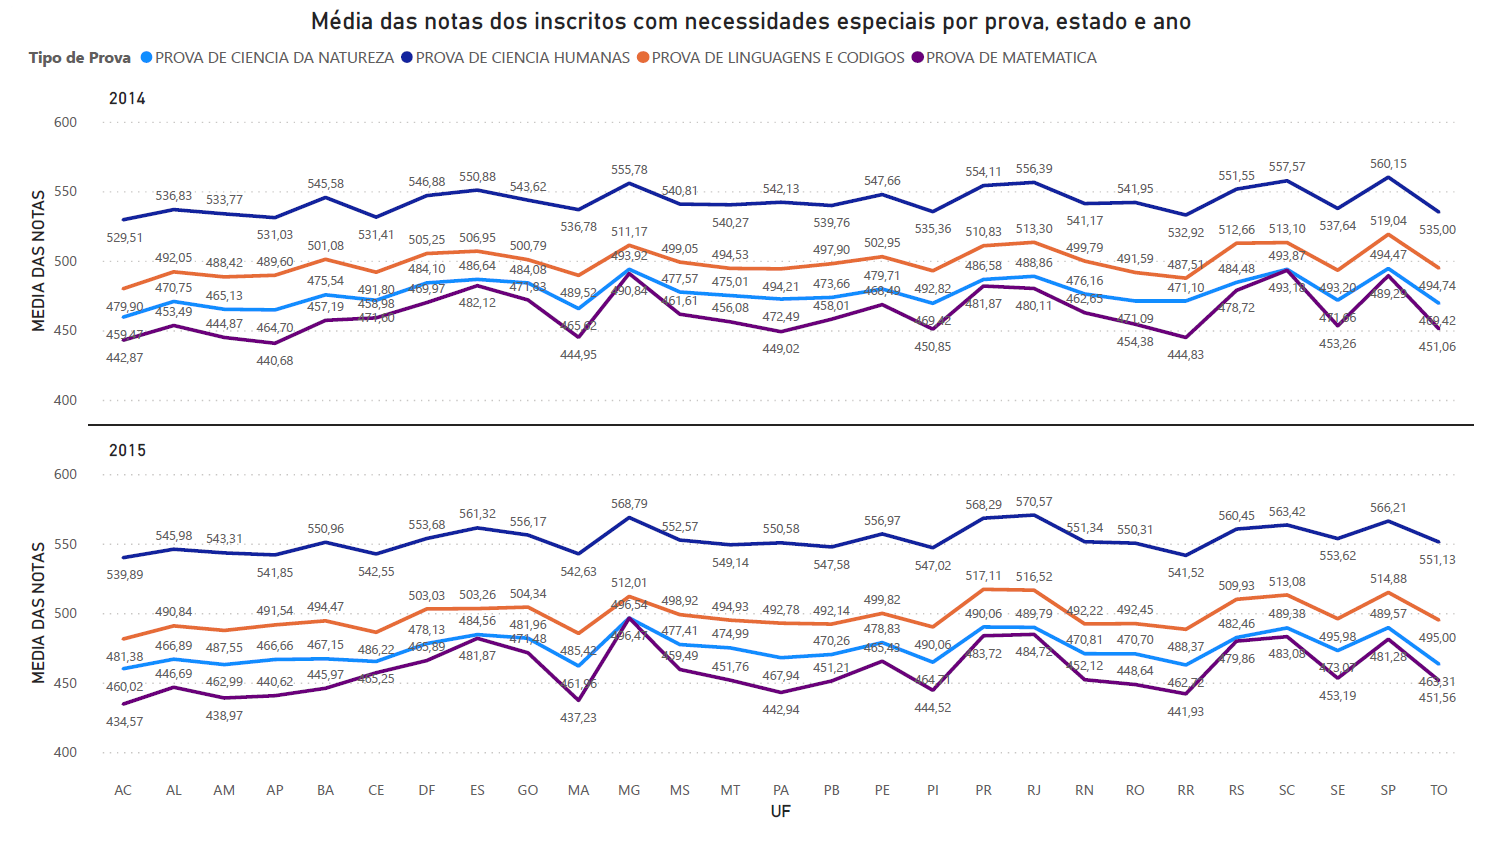 Média das notas dos inscritos com necessidades especiais por prova, estado e ano
Tipo de Prova PROVA DE CIENCIA DA NATUREZA PROVA DE CIENCIA HUMANAS PROVA DE LINGUAGENS E CODIGOS PROVA DE MATEMATICA
2014
MEDIA DAS NOTAS
600
550
500
450
400
529,51 536,83 533,77 531,03 545,58 531,41 546,88 550,88 543,62 536,78 555,78 540,81 540,27 542,13 539,76 547,66 535,36 554,11 556,39 541,17 541,95 532,92 551,55 557,57 537,64 560,15 535,00
479,90 492,05 488,42 489,60 501,08 491,80 505,25 506,95 500,79 489,52 511,17 499,05 494,53 494,21 497,90 502,95 492,82 510,83 513,30 499,79 491,59 487,51 512,66 513,10 493,20 519,04 494,74
459,47 470,75 465,13 464,70 475,54 484,10 486,64 484,08 465,62 493,92 477,57 475,01 472,49 473,66 479,71 469,42 486,58 488,86 476,16 471,09 471,10 484,48 493,87 471,66 494,47 469,42
442,87 453,49 444,87 440,68 457,19 458,98 469,97 482,12 471,83 444,95 490,84 461,61 456,08 449,02 458,01 468,49 450,85 481,87 480,11 462,65 454,38 444,83 478,72 493,18 453,26 489,29 451,06
2015
MEDIA DAS NOTAS
600
550
500
450
400
539,89 545,98 543,31 541,85 550,96 542,55 553,68 561,32 556,17 542,63 568,79 552,57 549,14 550,58 547,58 556,97 547,02 568,29 570,57 551,34 550,31 541,52 560,45 563,42 553,62 566,21 551,13
481,38 490,84 487,55 491,54 494,47 486,22 503,03 503,26 504,34 485,42 512,01 498,92 494,93 492,78 492,14 499,82 490,06 517,11 516,52 492,22 492,45 488,37 509,93 513,08 495,98 514,88 495,00
460,02 466,89 462,99 466,66 467,15 465,25 478,13 484,56 481,96 461,96 496,54 477,41 474,99 467,94 470,26 478,83 464,71 490,06 489,79 470,81 470,70 462,72 482,46 489,38 473,07 489,57 463,31
434,57 446,69 438,97 440,62 445,97 465,89 481,87 471,48 437,23 496,47 459,49 451,76 442,94 451,21 465,43 444,52 483,72 484,72 452,12 448,64 441,93 479,86 483,08 453,19 481,28 451,56
AC AL AM AP BA CE DF ES GO MA MG MS MT PA PB PE PI PR RJ RN RO RR RS SC SE SP TO
UF